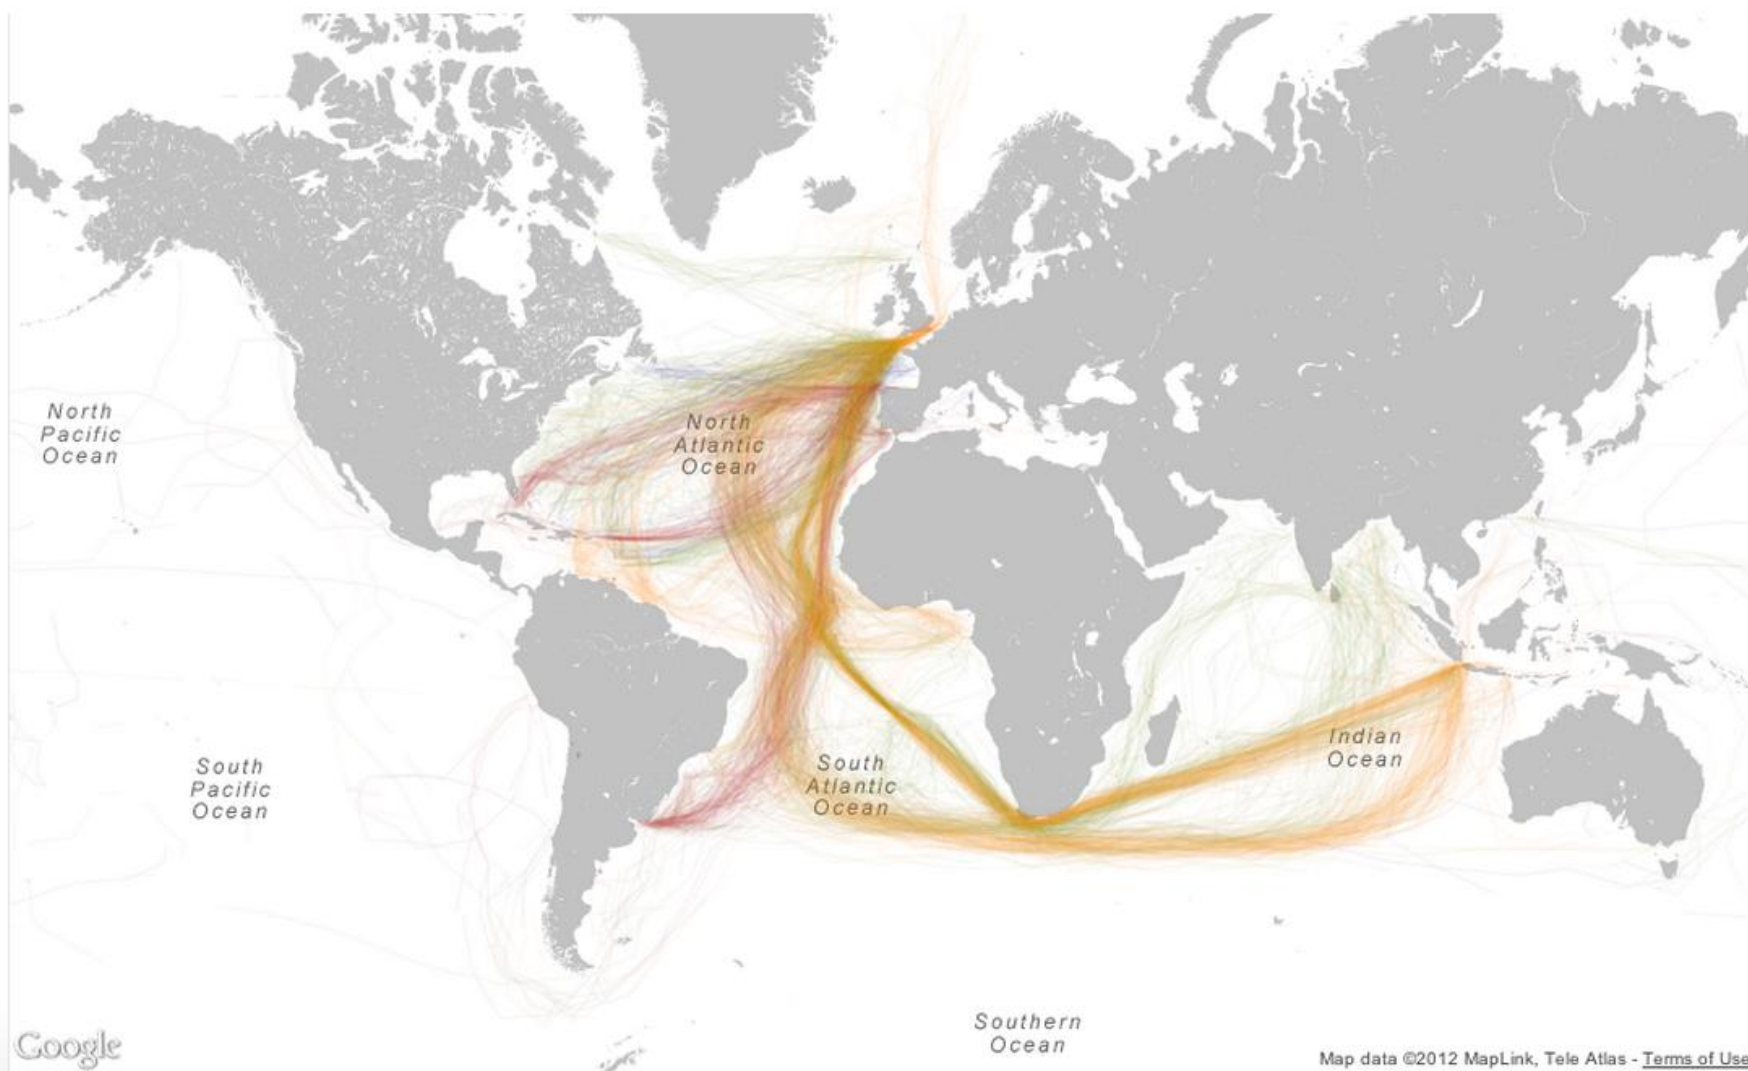 North
Pacific
Ocean
North
Atlantic
Ocean
South
Pacific
Ocean
South
Atlantic
Ocean
Indian
Ocean
Southern
Ocean
Google
Map data ©2012 MapLink, Tele Atlas - Terms of Use